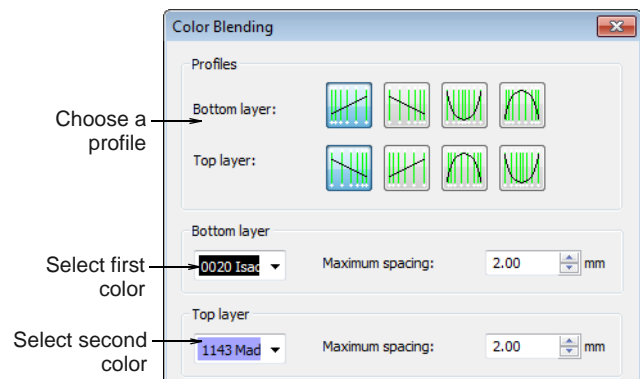 Color Blending
Profiles
Choose a profile
Bottom layer:
Top layer:
Bottom layer
Select first color
0020 Isac
Maximum spacing:
2.00
mm
Top layer
Select second color
1143 Mad
Maximum spacing:
2.00
mm